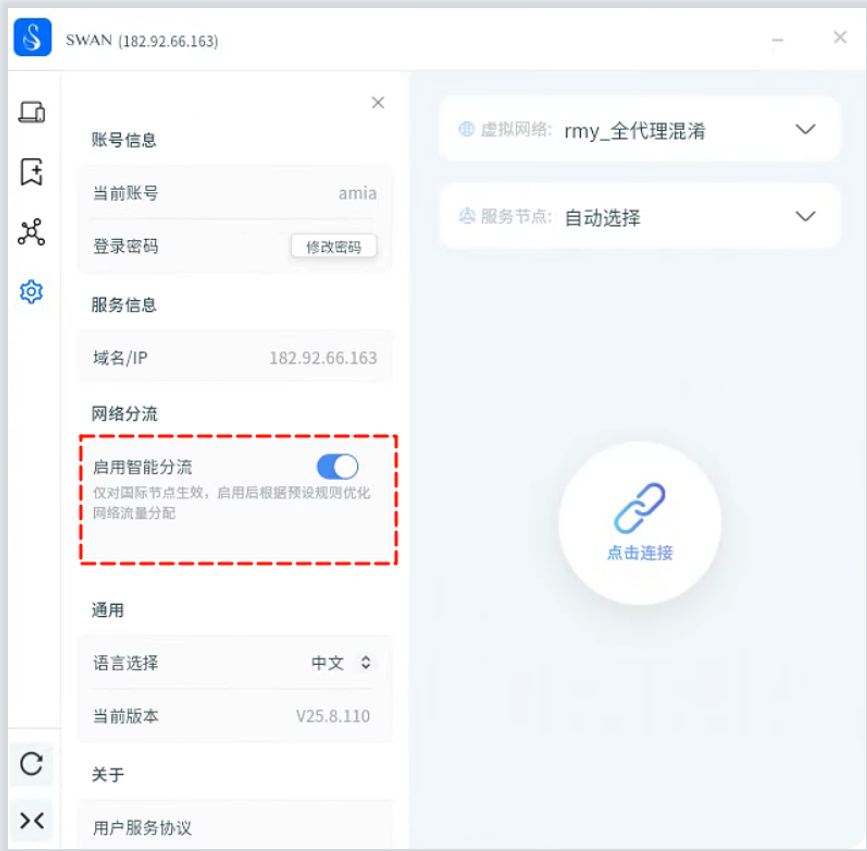 SWAN (182.92.66.163)
账号信息
当前账号 amia
登录密码 修改密码
服务信息
域名/IP 182.92.66.163
网络分流
启用智能分流
仅对国际节点生效，启用后根据预设规则优化
网络流量分配
通用
语言选择 中文
当前版本 V25.8.110
关于
用户服务协议
虚拟网络: rmy_全代理混淆
服务节点: 自动选择
点击连接